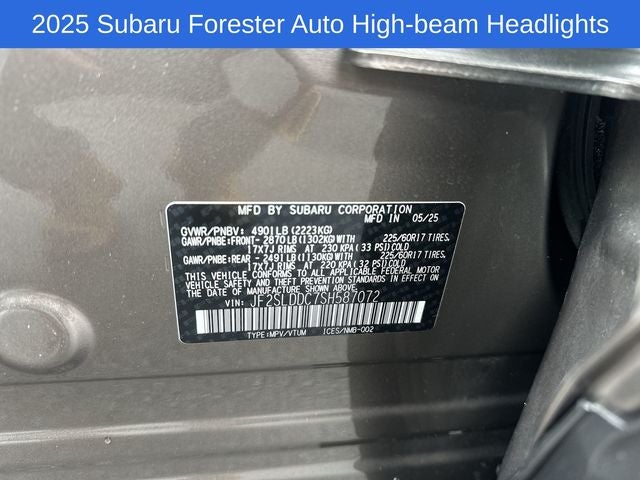 2025 Subaru Forester Auto High-beam Headlights
MFD BY SUBARU CORPORATION
MFD IN 05/25
GVWR/PNBV: 4901LB(2223KG)
GAWR/PNBE:FRONT- 2870LB(1302KG)WITH 225/60R17 TIRES.
17X7J RIMS AT 230 KPA(33 PSI)COLD
GAWR/PNBE:REAR - 2491LB(1130KG)WITH 225/60R17 TIRES.
17X7J RIMS AT 220 KPA(32 PSI)COLD
THIS VEHICLE CONFORMS TO ALL APPLICABLE FEDERAL MOTOR
VEHICLE SAFETY AND THEFT PREVENTION STANDARDS IN EFFECT ON
THE DATE OF MANUFACTURE SHOWN ABOVE.
VIN: JF2SLDDC7SH587072
TYPE:MPV/VTUM ICES/NMB-002